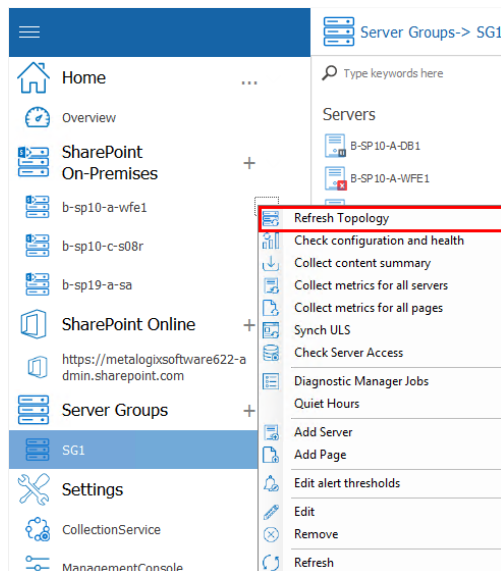 Home
...
Overview
SharePoint
On-Premises
+
b-sp10-a-wfe1
b-sp10-c-s08r
b-sp19-a-sa
SharePoint Online
+
https://metalogixsoftware622-a
dmin.sharepoint.com
Server Groups
+
SG1
Settings
CollectionService
ManagementConsole
Server Groups-> SG1
Type keywords here
Servers
B-SP10-A-DB1
B-SP10-A-WFE1
Refresh Topology
Check configuration and health
Collect content summary
Collect metrics for all servers
Collect metrics for all pages
Synch ULS
Check Server Access
Diagnostic Manager Jobs
Quiet Hours
Add Server
Add Page
Edit alert thresholds
Edit
Remove
Refresh